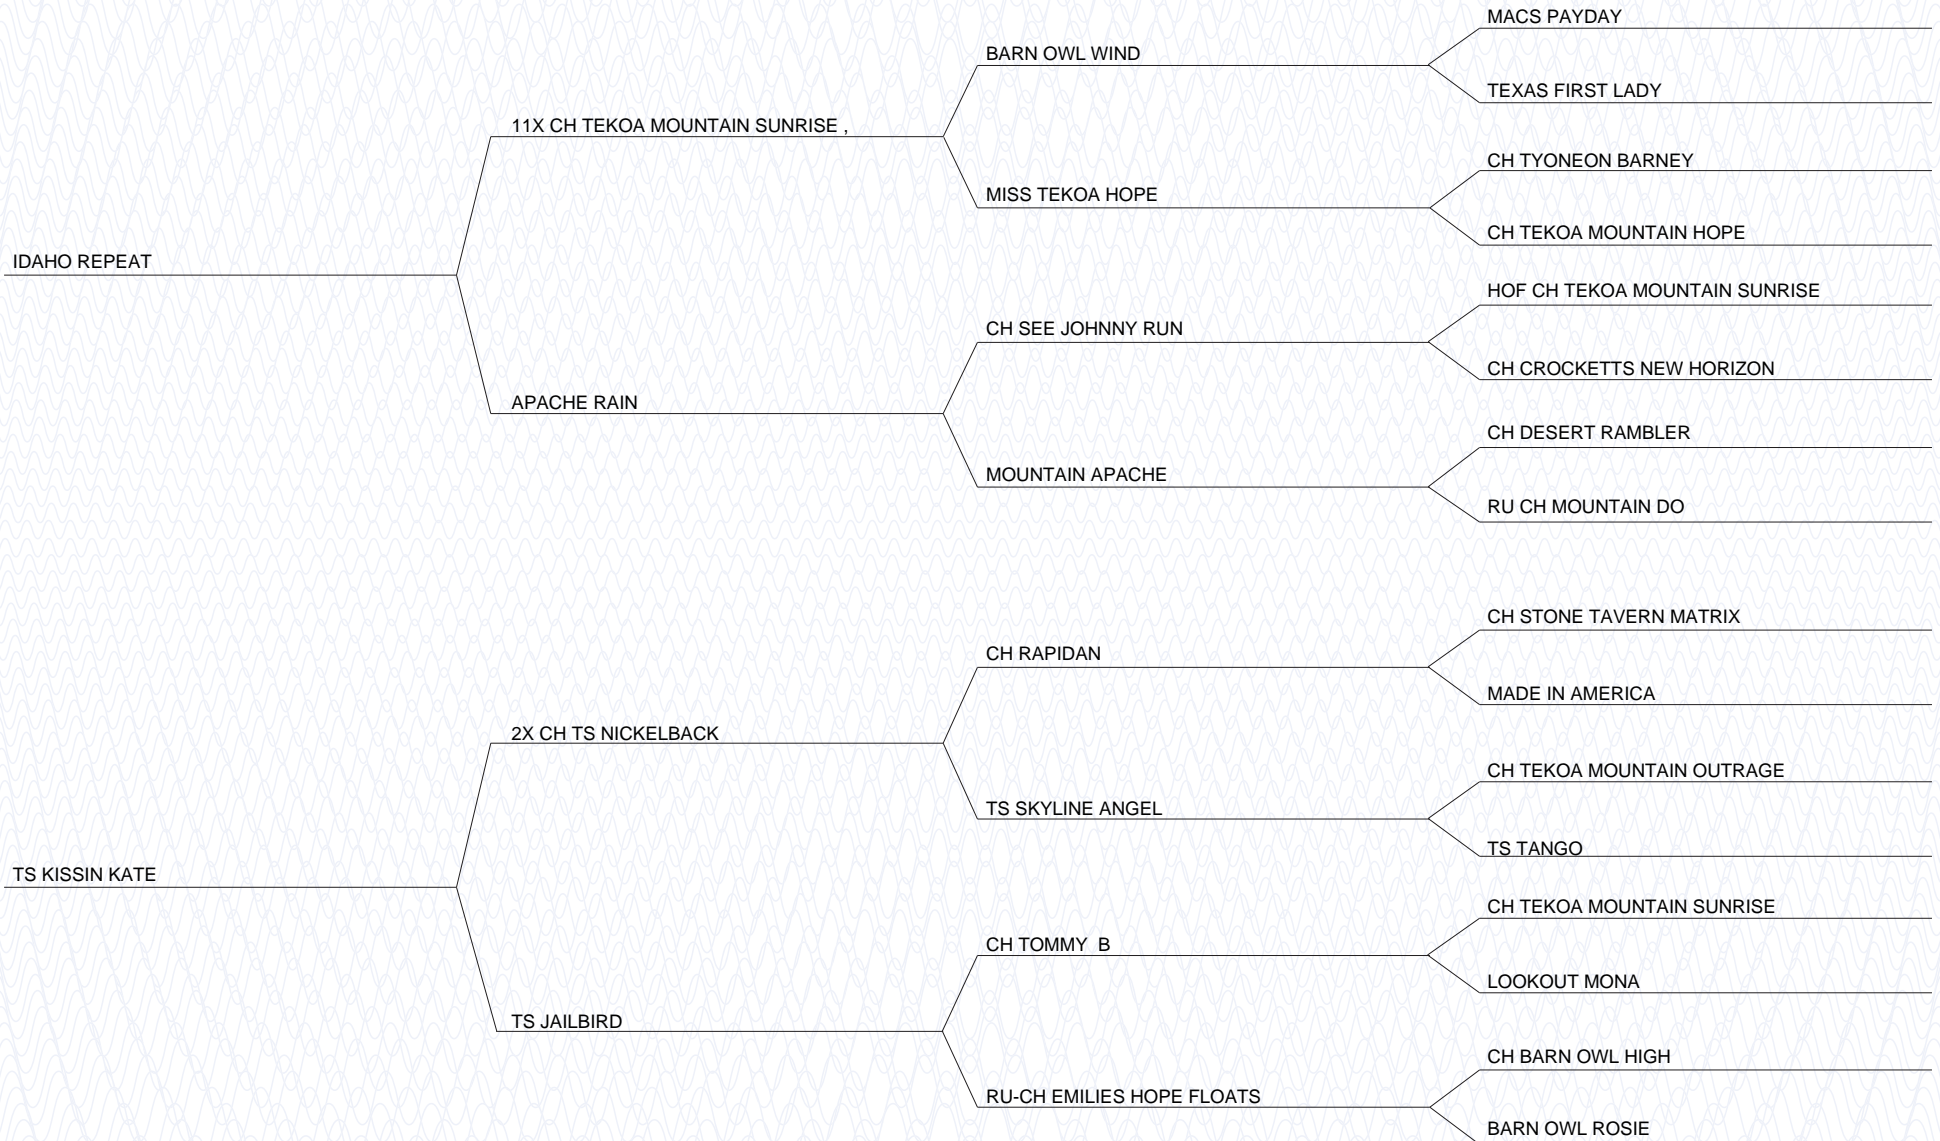 MACS PAYDAY
BARN OWL WIND
TEXAS FIRST LADY
11X CH TEKOA MOUNTAIN SUNRISE ,
CH TYONEON BARNEY
MISS TEKOA HOPE
CH TEKOA MOUNTAIN HOPE
IDAHO REPEAT
HOF CH TEKOA MOUNTAIN SUNRISE
CH SEE JOHNNY RUN
CH CROCKETTS NEW HORIZON
APACHE RAIN
CH DESERT RAMBLER
MOUNTAIN APACHE
RU CH MOUNTAIN DO
CH STONE TAVERN MATRIX
CH RAPIDAN
MADE IN AMERICA
2X CH TS NICKELBACK
CH TEKOA MOUNTAIN OUTRAGE
TS SKYLINE ANGEL
TS TANGO
TS KISSIN KATE
CH TEKOA MOUNTAIN SUNRISE
CH TOMMY  B
LOOKOUT MONA
TS JAILBIRD
CH BARN OWL HIGH
RU-CH EMILIES HOPE FLOATS
BARN OWL ROSIE